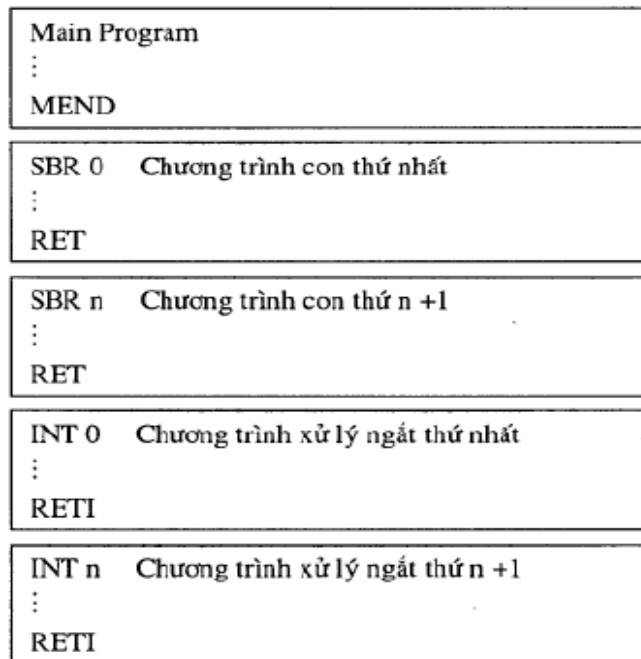 Main Program
⋮
MEND
SBR 0 Chương trình con thứ nhất
⋮
RET
SBR n Chương trình con thứ n +1
⋮
RET
INT 0 Chương trình xử lý ngắt thứ nhất
⋮
RETI
INT n Chương trình xử lý ngắt thứ n +1
⋮
RETI